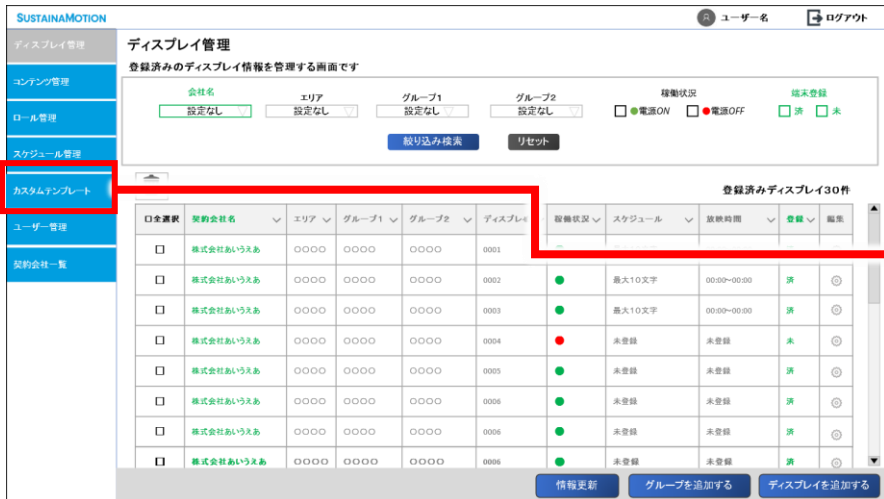 SUSTAINAMOTION
ユーザー名
ログアウト
ディスプレイ管理
コンテンツ管理
ロール管理
スケジュール管理
カスタムテンプレート
ユーザー管理
契約会社一覧
ディスプレイ管理
登録済みのディスプレイ情報を管理する画面です
会社名 エリア グループ1 グループ2 稼働状況 端末登録
設定なし 設定なし 設定なし 設定なし 電源ON 電源OFF 済 未
絞り込み検索 リセット
登録済みディスプレイ30件
全選択 契約会社名 エリア グループ1 グループ2 ディスプレイ 稼働状況 スケジュール 放映時間 登録 編集
株式会社あいうえあ ○○○○ ○○○○ ○○○○ 0001
株式会社あいうえあ ○○○○ ○○○○ ○○○○ 0002 最大10文字 00:00~00:00 済
株式会社あいうえあ ○○○○ ○○○○ ○○○○ 0003 最大10文字 00:00~00:00 済
株式会社あいうえあ ○○○○ ○○○○ ○○○○ 0004 未登録 未登録 未
株式会社あいうえあ ○○○○ ○○○○ ○○○○ 0005 未登録 未登録 済
株式会社あいうえあ ○○○○ ○○○○ ○○○○ 0006 未登録 未登録 済
株式会社あいうえあ ○○○○ ○○○○ ○○○○ 0006 未登録 未登録 済
株式会社あいうえあ ○○○○ ○○○○ ○○○○ 0006 未登録 未登録 済
情報更新 グループを追加する ディスプレイを追加する